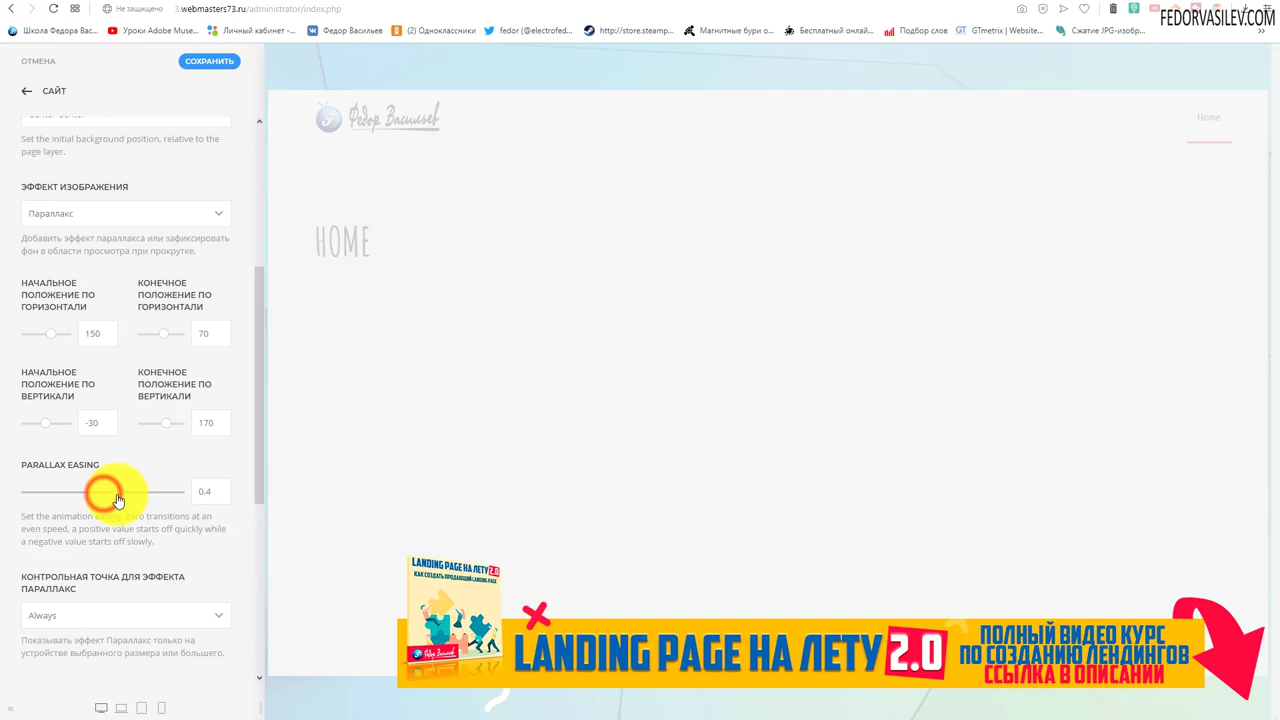 Не защищено
3.webmasters73.ru/administrator/index.php
FEDORVASILEV.COM
Школа Федора Вас...
Уроки Adobe Muse...
Личный кабинет -...
Федор Васильев
(2) Одноклассники
fedor (@electrofed...
http://store.steamp...
Магнитные бури о...
Бесплатный онлай...
Подбор слов
GTmetrix | Website...
Сжатие JPG-изобр...
ОТМЕНА
СОХРАНИТЬ
САЙТ
Set the initial background position, relative to the
page layer.
ЭФФЕКТ ИЗОБРАЖЕНИЯ
Параллакс
Добавить эффект параллакса или зафиксировать
фон в области просмотра при прокрутке.
НАЧАЛЬНОЕ
ПОЛОЖЕНИЕ ПО
ГОРИЗОНТАЛИ
150
КОНЕЧНОЕ
ПОЛОЖЕНИЕ ПО
ГОРИЗОНТАЛИ
70
НАЧАЛЬНОЕ
ПОЛОЖЕНИЕ ПО
ВЕРТИКАЛИ
-30
КОНЕЧНОЕ
ПОЛОЖЕНИЕ ПО
ВЕРТИКАЛИ
170
PARALLAX EASING
0.4
Set the animation easing. Zero transitions at an
even speed, a positive value starts off quickly while
a negative value starts off slowly.
КОНТРОЛЬНАЯ ТОЧКА ДЛЯ ЭФФЕКТА
ПАРАЛЛАКС
Always
Показывать эффект Параллакс только на
устройстве выбранного размера или большего.
Федор Васильев
Home
HOME
LANDING PAGE НА ЛЕТУ 2.0
КАК СОЗДАТЬ ПРОДАЮЩИЙ LANDING PAGE
Федор Васильев
LANDING PAGE НА ЛЕТУ 2.0
ПОЛНЫЙ ВИДЕО КУРС
ПО СОЗДАНИЮ ЛЕНДИНГОВ
ССЫЛКА В ОПИСАНИИ